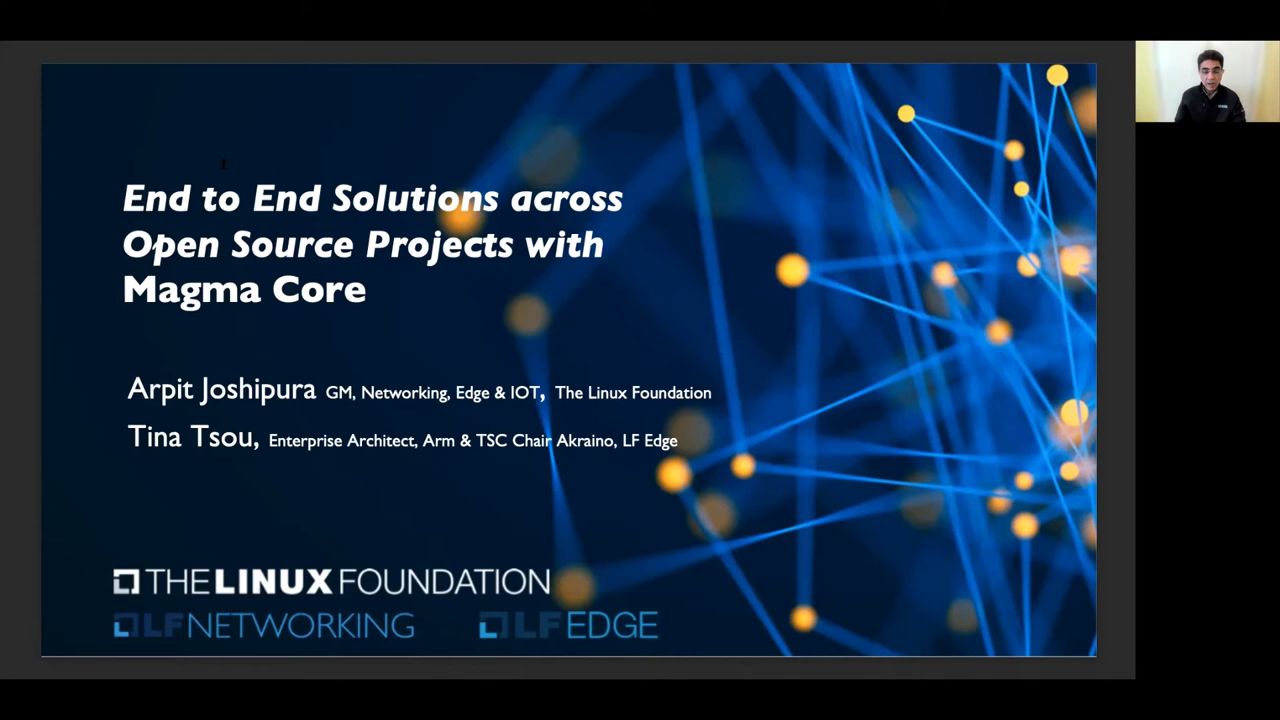 End to End Solutions across
Open Source Projects with
Magma Core
Arpit Joshipura GM, Networking, Edge & IOT, The Linux Foundation
Tina Tsou, Enterprise Architect, Arm & TSC Chair Akraino, LF Edge
THE LINUX FOUNDATION
LF NETWORKING
LF EDGE